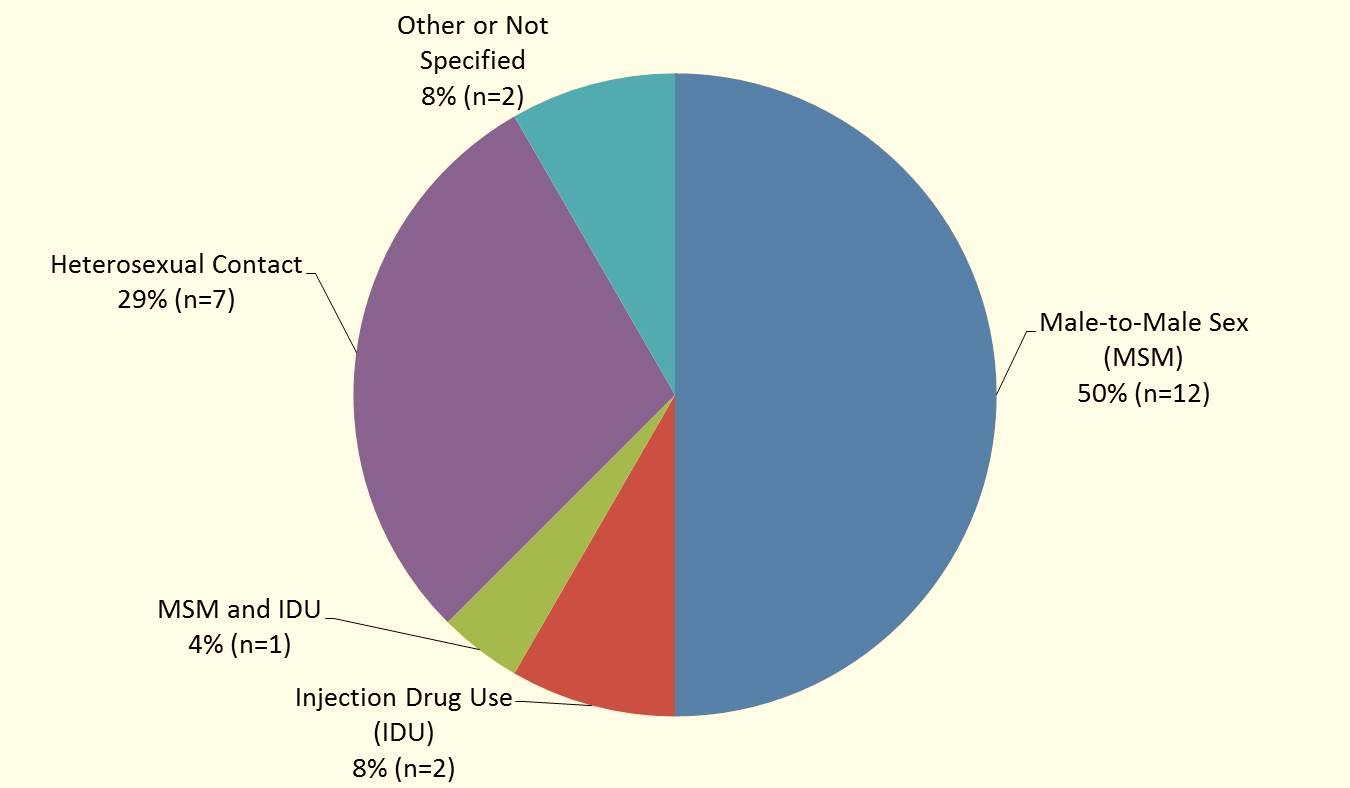 Other or Not
Specified
8% (n=2)
Heterosexual Contact
29% (n=7)
Male-to-Male Sex
(MSM)
50% (n=12)
MSM and IDU
4% (n=1)
Injection Drug Use
(IDU)
8% (n=2)